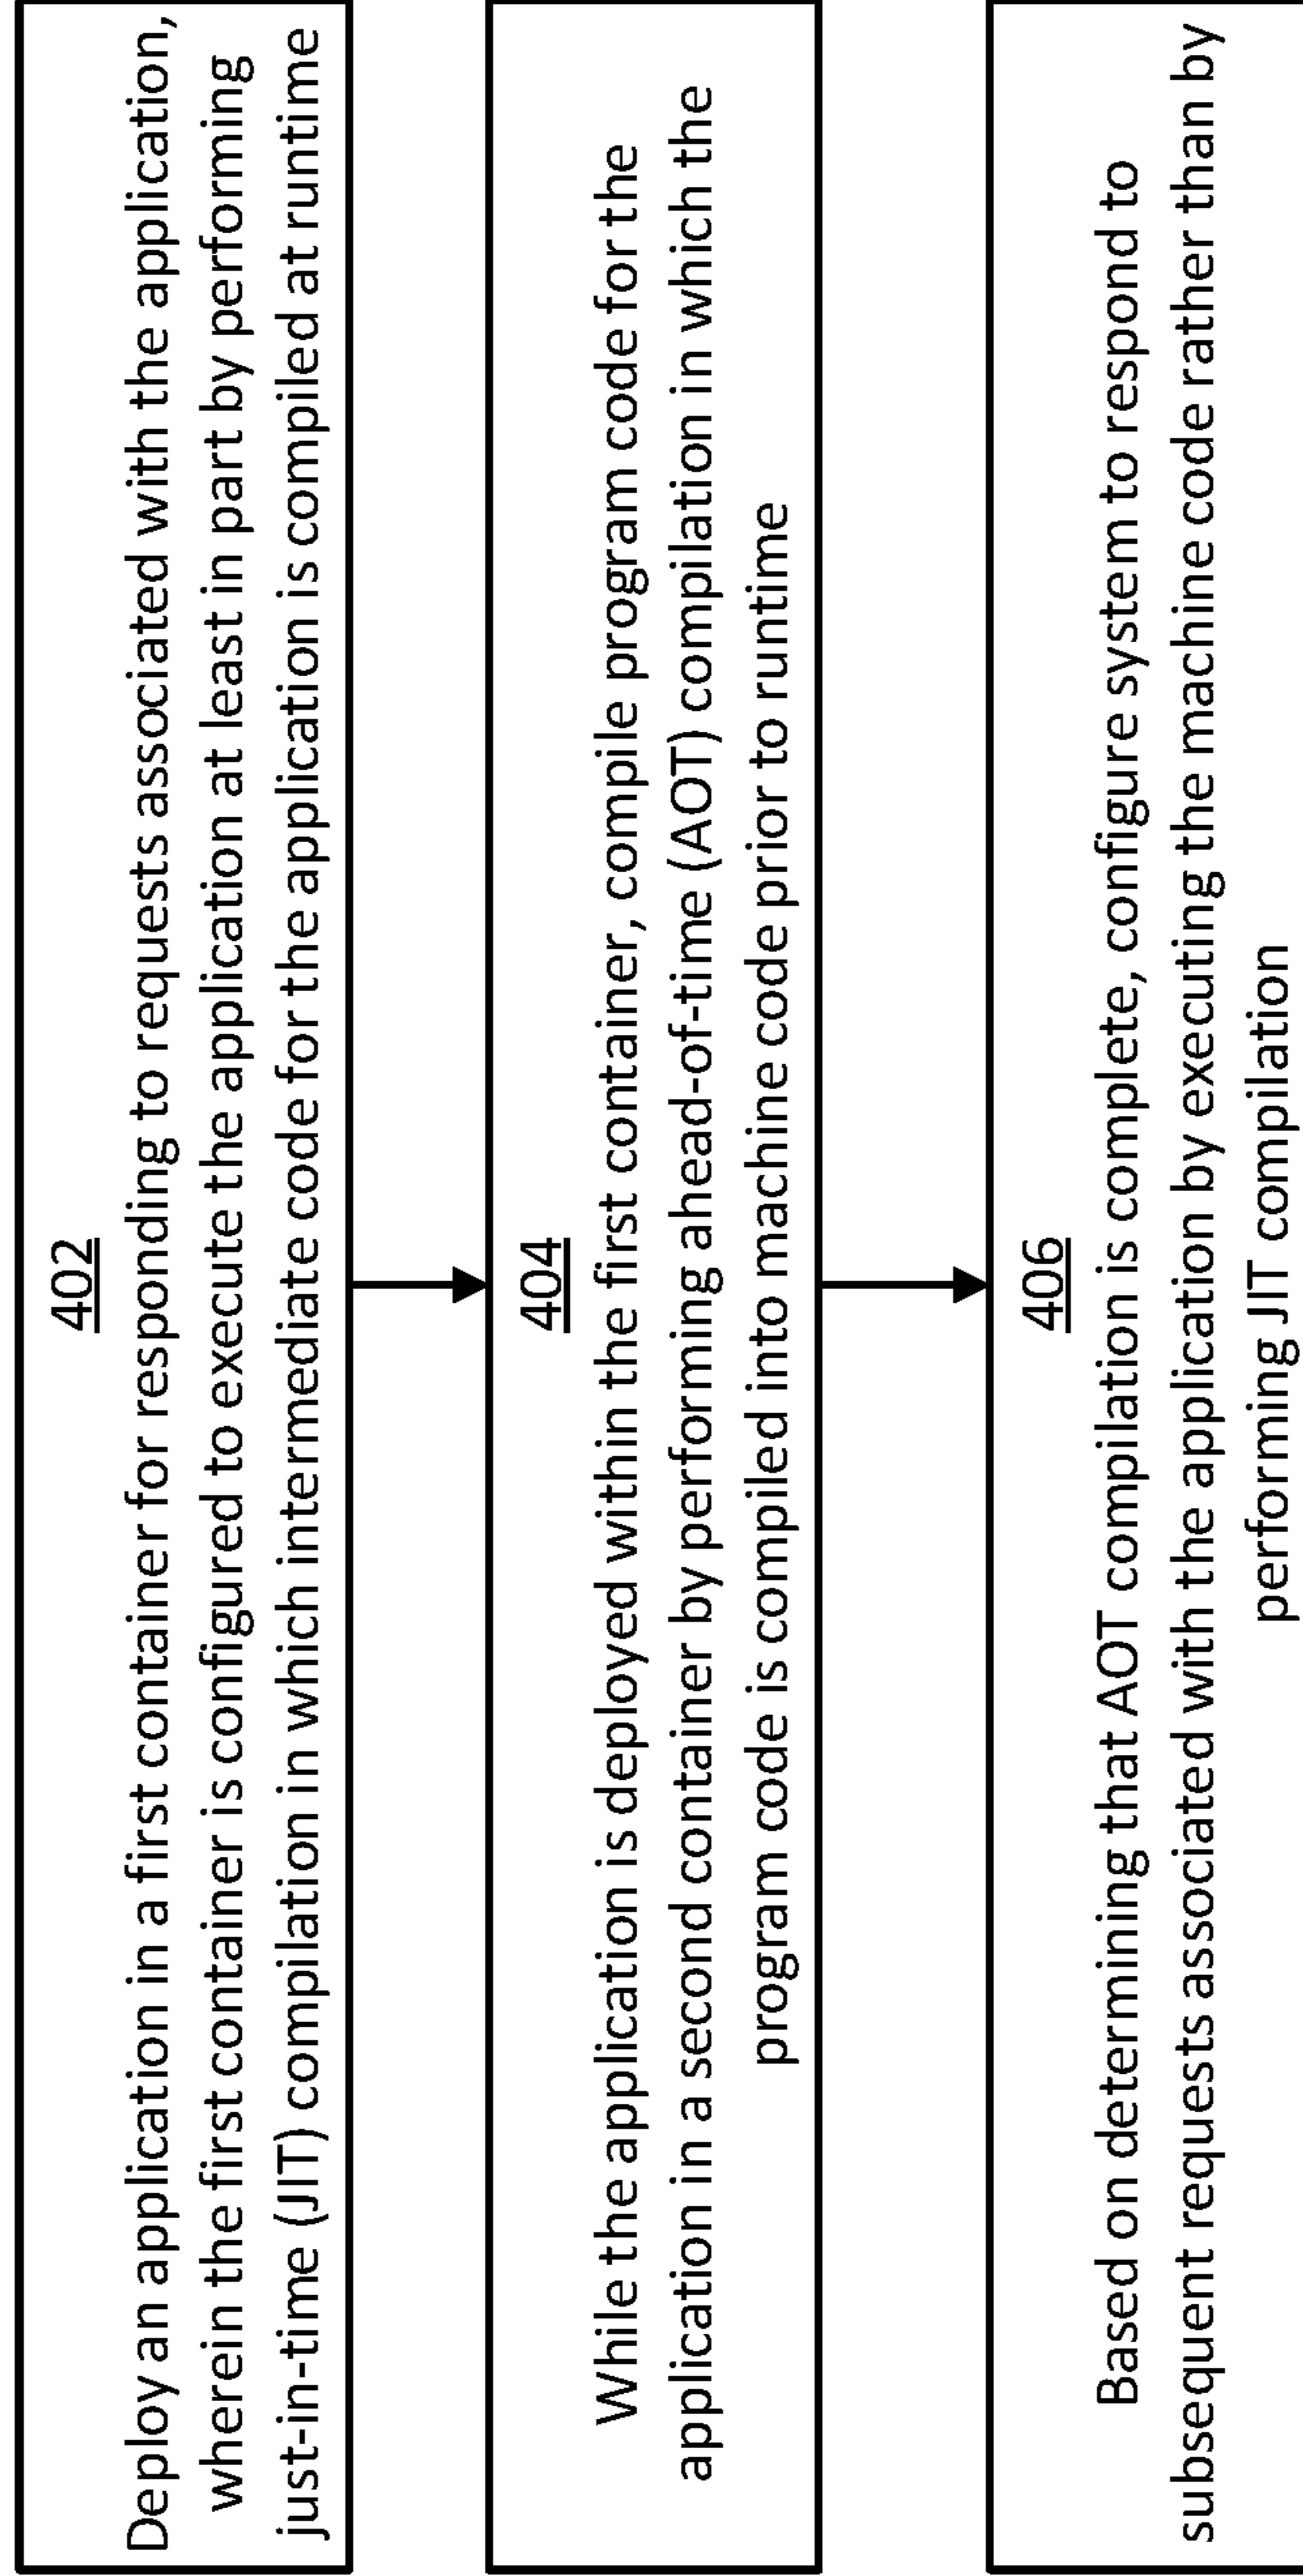 402
Deploy an application in a first container for responding to requests associated with the application,
wherein the first container is configured to execute the application at least in part by performing
just-in-time (JIT) compilation in which intermediate code for the application is compiled at runtime
404
While the application is deployed within the first container, compile program code for the
application in a second container by performing ahead-of-time (AOT) compilation in which the
program code is compiled into machine code prior to runtime
406
Based on determining that AOT compilation is complete, configure system to respond to
subsequent requests associated with the application by executing the machine code rather than by
performing JIT compilation